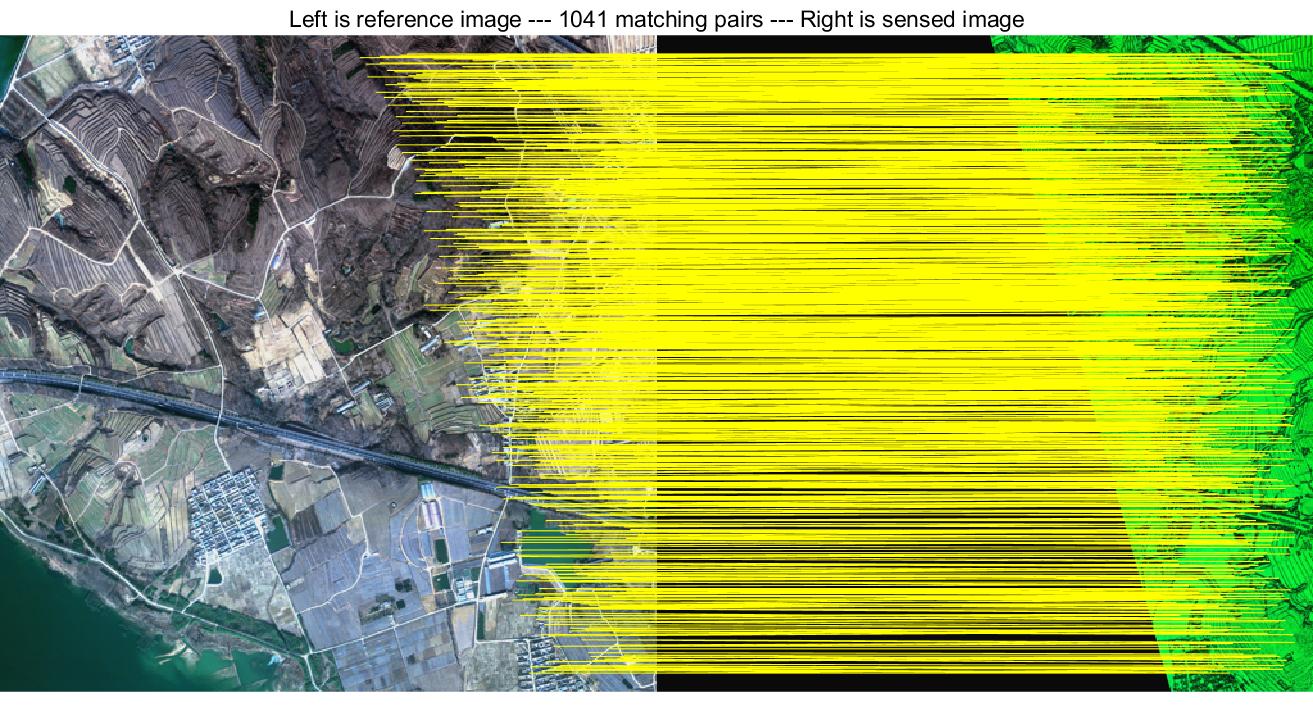 Left is reference image --- 1041 matching pairs --- Right is sensed image